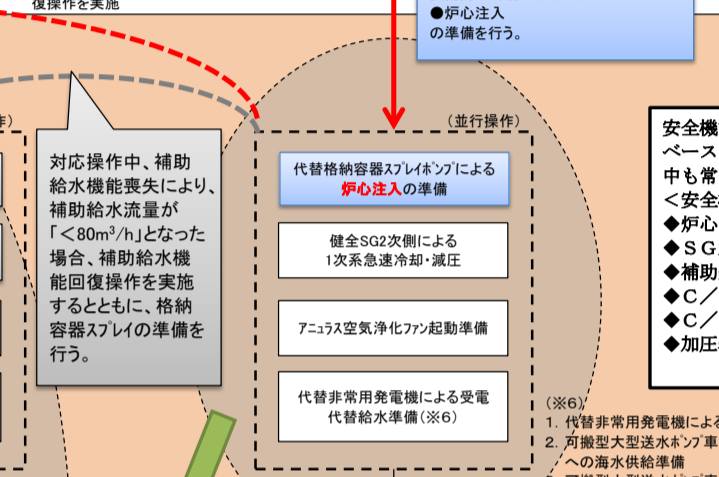 復操作を実施
●炉心注入
の準備を行う。
作)
対応操作中、補助
給水機能喪失により、
補助給水流量が
「<80m³/h」となった
場合、補助給水機
能回復操作を実施
するとともに、格納
容器スプレイの準備を
行う。
(並行操作)
代替格納容器スプレイポンプによる
炉心注入の準備
健全SG2次側による
1次系急速冷却・減圧
アニュラス空気浄化ファン起動準備
代替非常用発電機による受電
代替給水準備(※6)
安全機
ベース
中も常
<安全
◆炉心
◆SG
◆補助
◆C/
◆C/
◆加圧
(※6)
1. 代替非常用発電機による
2. 可搬型大型送水ポンプ車
への海水供給準備